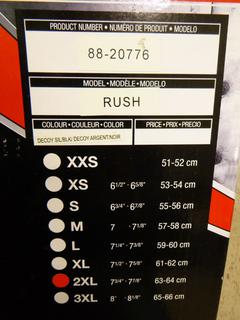 PRODUCT NUMBER • NUMÉRO DE PRODUIT • MODELO
88-20776
MODEL • MODÈLE • MODELO
RUSH
COLOUR • COULEUR • COLOR
PRICE • PRIX • PRECIO
DECOY SIL/BLK/ DECOY ARGENT/NOIR
XXS 51-52 cm
XS 6 1/2" - 6 5/8" 53-54 cm
S 6 3/4" - 6 7/8" 55-56 cm
M 7 - 7 1/8" 57-58 cm
L 7 1/4" - 7 3/8" 59-60 cm
XL 7 1/2" - 7 5/8" 61-62 cm
2XL 7 3/4" - 7 7/8" 63-64 cm
3XL 8" - 8 1/8" 65-66 cm